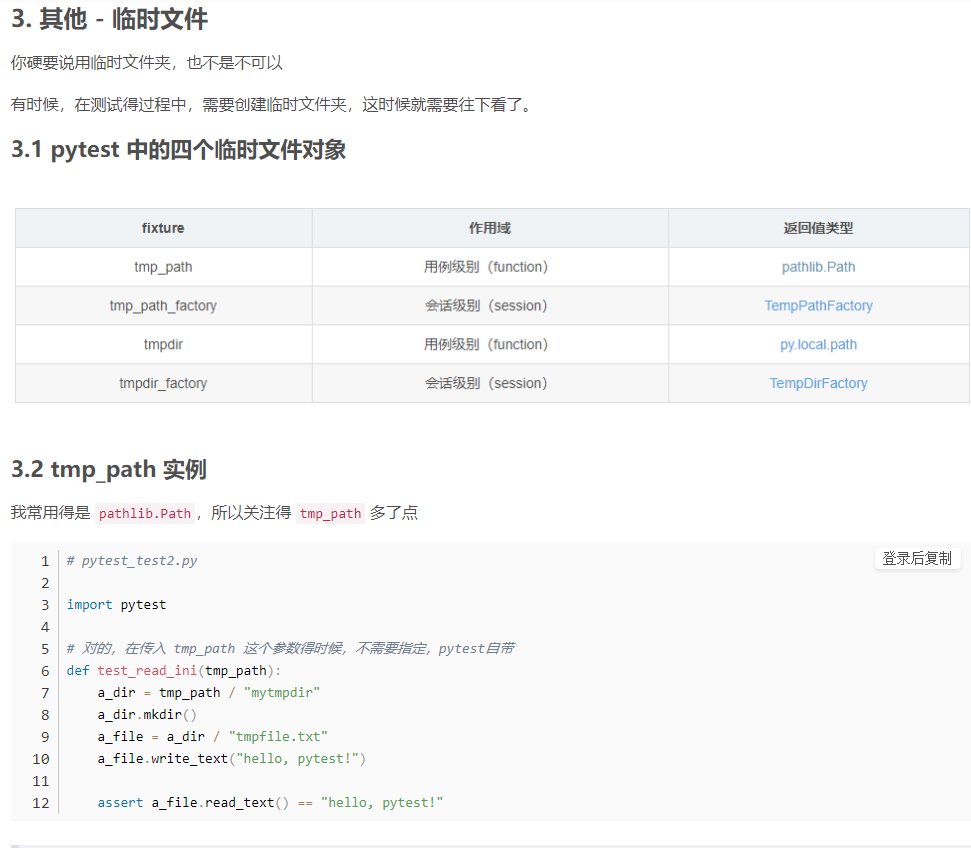 3. 其他 - 临时文件
你硬要说用临时文件夹，也不是不可以
有时候，在测试得过程中，需要创建临时文件夹，这时候就需要往下看了。
3.1 pytest 中的四个临时文件对象
fixture 作用域 返回值类型
tmp_path 用例级别（function） pathlib.Path
tmp_path_factory 会话级别（session） TempPathFactory
tmpdir 用例级别（function） py.local.path
tmpdir_factory 会话级别（session） TempDirFactory
3.2 tmp_path 实例
我常用得是 pathlib.Path，所以关注得 tmp_path 多了点
登录后复制
1 # pytest_test2.py
2
3 import pytest
4
5 # 对的，在传入 tmp_path 这个参数得时候，不需要指定，pytest自带
6 def test_read_ini(tmp_path):
7     a_dir = tmp_path / "mytmpdir"
8     a_dir.mkdir()
9     a_file = a_dir / "tmpfile.txt"
10     a_file.write_text("hello, pytest!")
11
12     assert a_file.read_text() == "hello, pytest!"